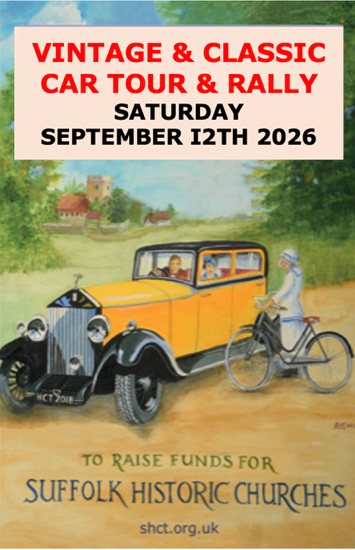 VINTAGE & CLASSIC
CAR TOUR & RALLY
SATURDAY
SEPTEMBER I2TH 2026
HCT 2018
TO RAISE FUNDS FOR
SUFFOLK HISTORIC CHURCHES
shct.org.uk